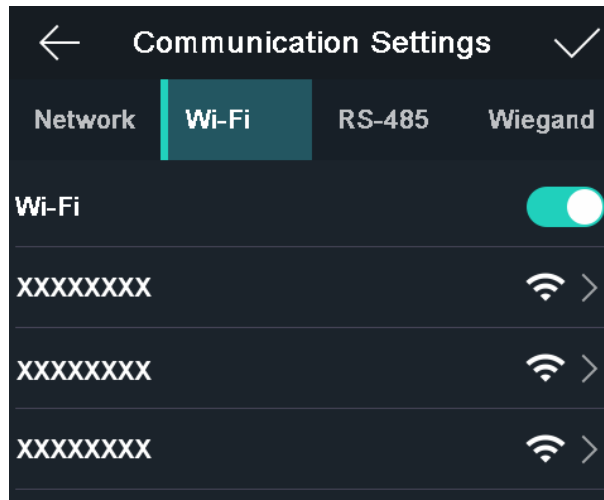 Communication Settings
Network Wi-Fi RS-485 Wiegand
Wi-Fi
XXXXXXXX
XXXXXXXX
XXXXXXXX